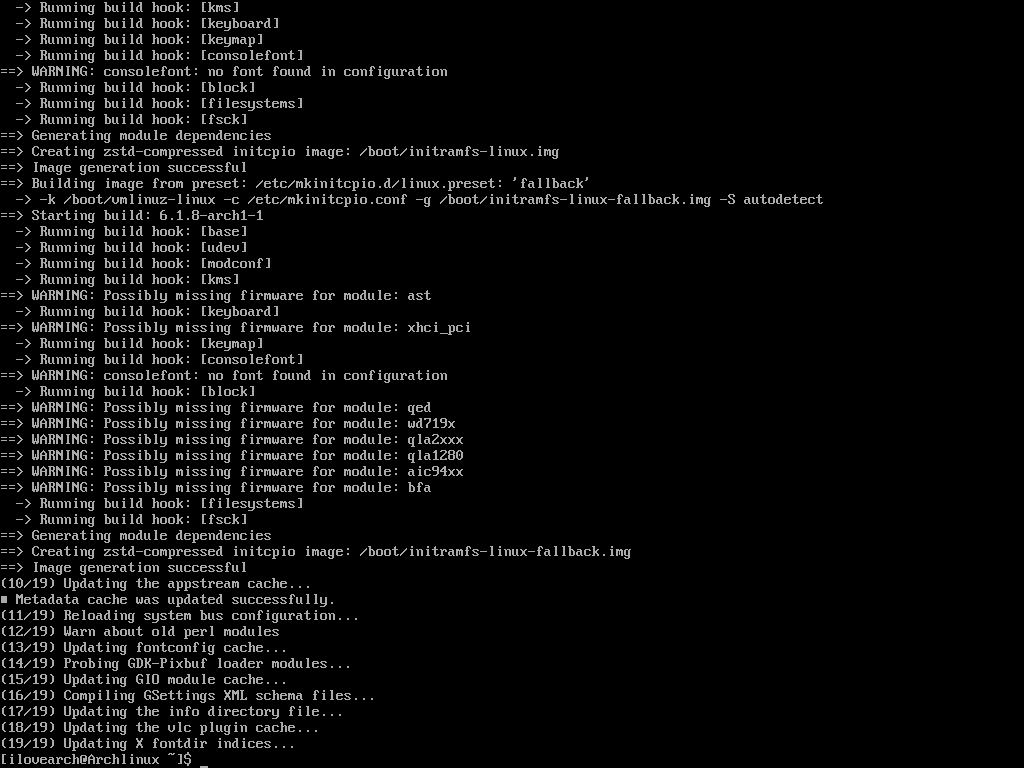 -> Running build hook: [kms]
  -> Running build hook: [keyboard]
  -> Running build hook: [keymap]
  -> Running build hook: [consolefont]
==> WARNING: consolefont: no font found in configuration
  -> Running build hook: [block]
  -> Running build hook: [filesystems]
  -> Running build hook: [fsck]
==> Generating module dependencies
==> Creating zstd-compressed initcpio image: /boot/initramfs-linux.img
==> Image generation successful
==> Building image from preset: /etc/mkinitcpio.d/linux.preset: 'fallback'
  -> -k /boot/vmlinuz-linux -c /etc/mkinitcpio.conf -g /boot/initramfs-linux-fallback.img -S autodetect
==> Starting build: 6.1.8-arch1-1
  -> Running build hook: [base]
  -> Running build hook: [udev]
  -> Running build hook: [modconf]
  -> Running build hook: [kms]
==> WARNING: Possibly missing firmware for module: ast
  -> Running build hook: [keyboard]
==> WARNING: Possibly missing firmware for module: xhci_pci
  -> Running build hook: [keymap]
  -> Running build hook: [consolefont]
==> WARNING: consolefont: no font found in configuration
  -> Running build hook: [block]
==> WARNING: Possibly missing firmware for module: qed
==> WARNING: Possibly missing firmware for module: wd719x
==> WARNING: Possibly missing firmware for module: qla2xxx
==> WARNING: Possibly missing firmware for module: qla1280
==> WARNING: Possibly missing firmware for module: aic94xx
==> WARNING: Possibly missing firmware for module: bfa
  -> Running build hook: [filesystems]
  -> Running build hook: [fsck]
==> Generating module dependencies
==> Creating zstd-compressed initcpio image: /boot/initramfs-linux-fallback.img
==> Image generation successful
(10/19) Updating the appstream cache...
■ Metadata cache was updated successfully.
(11/19) Reloading system bus configuration...
(12/19) Warn about old perl modules
(13/19) Updating fontconfig cache...
(14/19) Probing GDK-Pixbuf loader modules...
(15/19) Updating GIO module cache...
(16/19) Compiling GSettings XML schema files...
(17/19) Updating the info directory file...
(18/19) Updating the vlc plugin cache...
(19/19) Updating X fontdir indices...
[ilovearch@Archlinux ~]$ _